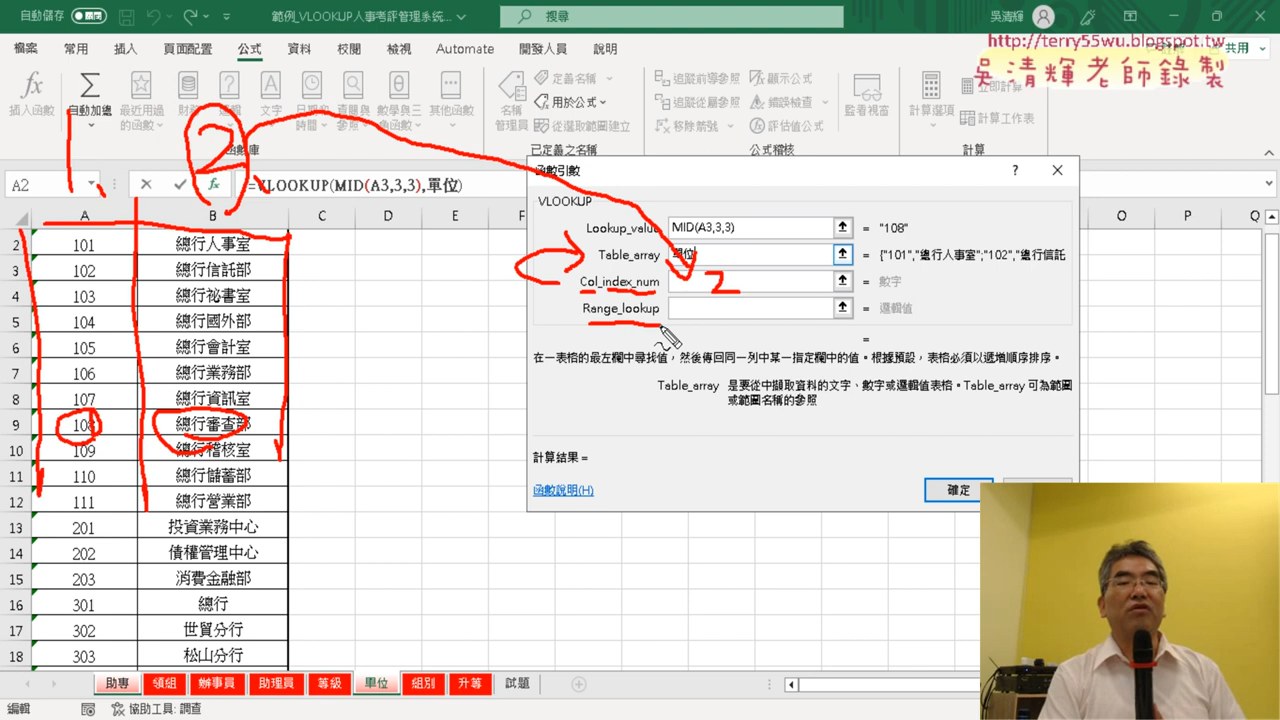 自動儲存
範例_VLOOKUP人事考評管理系統...
搜尋
吳清輝
檔案 常用 插入 頁面配置 公式 資料 校閱 檢視 Automate 開發人員 說明
共用
http://terry55wu.blogspot.tw
吳清輝老師錄製
插入函數
自動加總
最近用過的函數
文字
查閱與參照
數學與三角函數
其他函數
函數庫
名稱管理員
定義名稱
用於公式
從選取範圍建立
已定義之名稱
追蹤前導參照
追蹤從屬參照
移除箭號
顯示公式
錯誤檢查
評估值公式
公式稽核
監看視窗
計算選項
立即計算
計算工作表
計算
1.
2
A2
fx
=VLOOKUP(MID(A3,3,3),單位)
A B C D E F O P Q
2 101 總行人事室
3 102 總行信託部
4 103 總行祕書室
5 104 總行國外部
6 105 總行會計室
7 106 總行業務部
8 107 總行資訊室
9 108 總行審查部
10 109 總行稽核室
11 110 總行儲蓄部
12 111 總行營業部
13 201 投資業務中心
14 202 債權管理中心
15 203 消費金融部
16 301 總行
17 302 世貿分行
18 303 松山分行
函數引數
?
VLOOKUP
Lookup_value MID(A3,3,3) = "108"
Table_array 單位 = {"101","總行人事室";"102","總行信託
Col_index_num 2 = 數字
Range_lookup = 邏輯值
=
在一表格的最左欄中尋找值，然後傳回同一列中某一指定欄中的值。根據預設，表格必須以遞增順序排序。
Table_array 是要從中擷取資料的文字、數字或邏輯值表格。Table_array 可為範圍
或範圍名稱的參照
計算結果 =
函數說明(H)
確定
助專 領組 辦事員 助理員 等級 單位 組別 升等 試題
編輯
協助工具: 調查